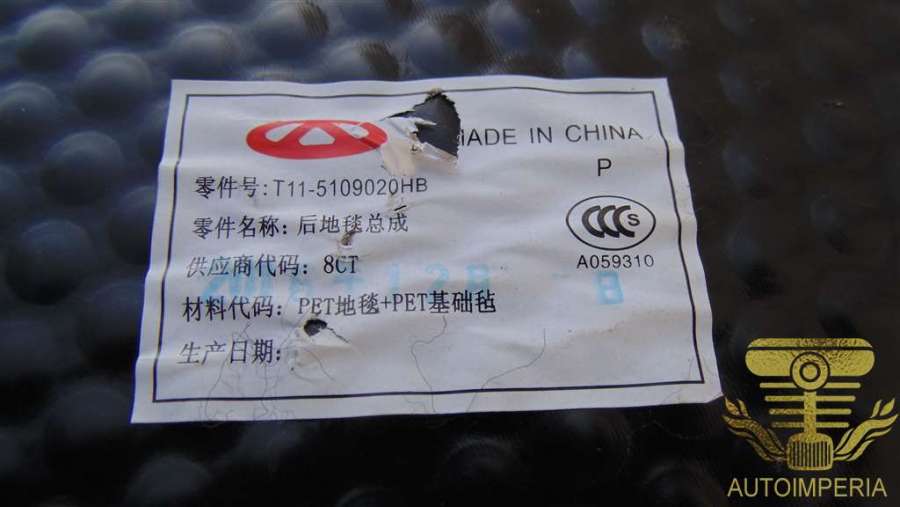 MADE IN CHINA
P
零件号:T11-5109020HB
零件名称: 后地毯总成
CCC S
供应商代码: 8CT
A059310
B
材料代码: PET地毯+PET基础毡
生产日期:
AUTOIMPERIA